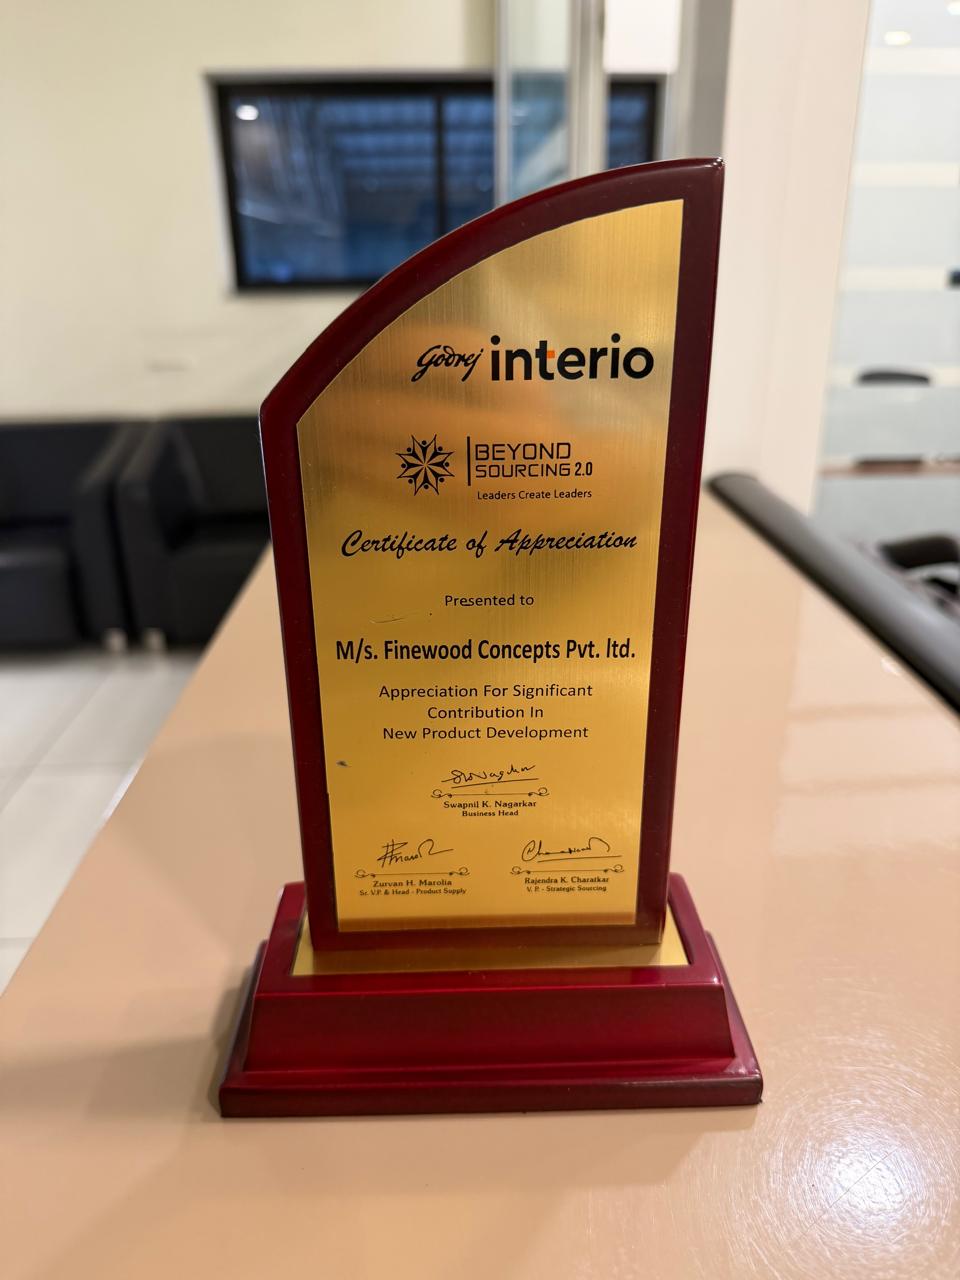 Godrej interio
BEYOND
SOURCING 2.0
Leaders Create Leaders
Certificate of Appreciation
Presented to
M/s. Finewood Concepts Pvt. ltd.
Appreciation For Significant
Contribution In
New Product Development
Swapnil K. Nagarkar
Business Head
Zurvan H. Marolia
Sr. V.P. & Head - Product Supply
Rajendra K. Charatkar
V. P. - Strategic Sourcing